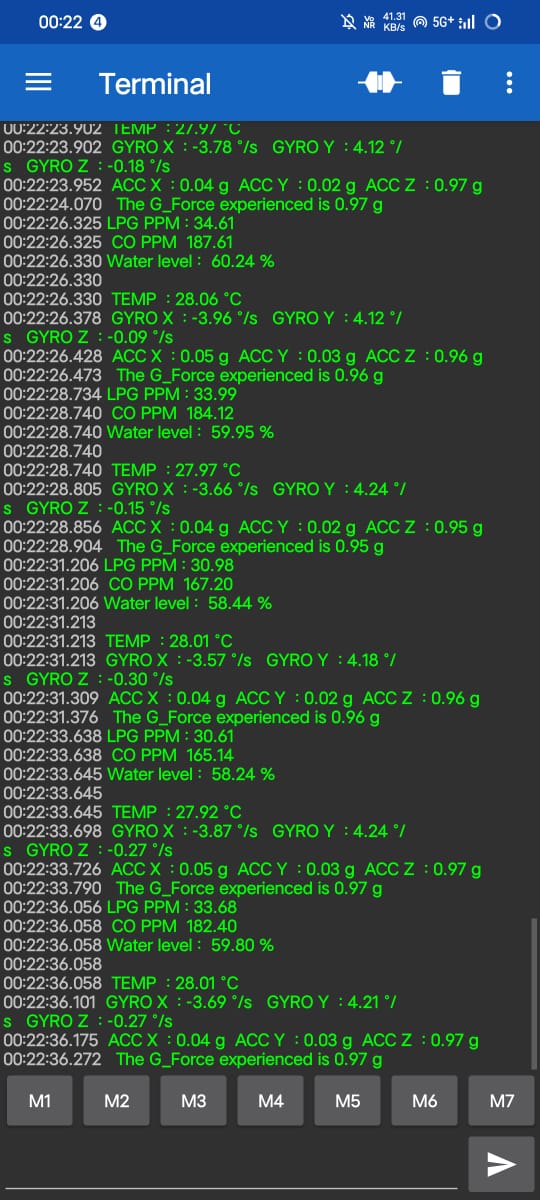 00:22 4 Vo NR 41.31 KB/s 5G+
Terminal
00:22:23.902 TEMP : 27.97 °C
00:22:23.902 GYRO X : -3.78 °/s GYRO Y : 4.12 °/
s GYRO Z : -0.18 °/s
00:22:23.952 ACC X : 0.04 g ACC Y : 0.02 g ACC Z : 0.97 g
00:22:24.070 The G_Force experienced is 0.97 g
00:22:26.325 LPG PPM : 34.61
00:22:26.325 CO PPM 187.61
00:22:26.330 Water level : 60.24 %
00:22:26.330
00:22:26.330 TEMP : 28.06 °C
00:22:26.378 GYRO X : -3.96 °/s GYRO Y : 4.12 °/
s GYRO Z : -0.09 °/s
00:22:26.428 ACC X : 0.05 g ACC Y : 0.03 g ACC Z : 0.96 g
00:22:26.473 The G_Force experienced is 0.96 g
00:22:28.734 LPG PPM : 33.99
00:22:28.740 CO PPM 184.12
00:22:28.740 Water level : 59.95 %
00:22:28.740
00:22:28.740 TEMP : 27.97 °C
00:22:28.805 GYRO X : -3.66 °/s GYRO Y : 4.24 °/
s GYRO Z : -0.15 °/s
00:22:28.856 ACC X : 0.04 g ACC Y : 0.02 g ACC Z : 0.95 g
00:22:28.904 The G_Force experienced is 0.95 g
00:22:31.206 LPG PPM : 30.98
00:22:31.206 CO PPM 167.20
00:22:31.206 Water level : 58.44 %
00:22:31.213
00:22:31.213 TEMP : 28.01 °C
00:22:31.213 GYRO X : -3.57 °/s GYRO Y : 4.18 °/
s GYRO Z : -0.30 °/s
00:22:31.309 ACC X : 0.04 g ACC Y : 0.02 g ACC Z : 0.96 g
00:22:31.376 The G_Force experienced is 0.96 g
00:22:33.638 LPG PPM : 30.61
00:22:33.638 CO PPM 165.14
00:22:33.645 Water level : 58.24 %
00:22:33.645
00:22:33.645 TEMP : 27.92 °C
00:22:33.698 GYRO X : -3.87 °/s GYRO Y : 4.24 °/
s GYRO Z : -0.27 °/s
00:22:33.726 ACC X : 0.05 g ACC Y : 0.03 g ACC Z : 0.97 g
00:22:33.790 The G_Force experienced is 0.97 g
00:22:36.056 LPG PPM : 33.68
00:22:36.058 CO PPM 182.40
00:22:36.058 Water level : 59.80 %
00:22:36.058
00:22:36.058 TEMP : 28.01 °C
00:22:36.101 GYRO X : -3.69 °/s GYRO Y : 4.21 °/
s GYRO Z : -0.27 °/s
00:22:36.175 ACC X : 0.04 g ACC Y : 0.03 g ACC Z : 0.97 g
00:22:36.272 The G_Force experienced is 0.97 g
M1 M2 M3 M4 M5 M6 M7